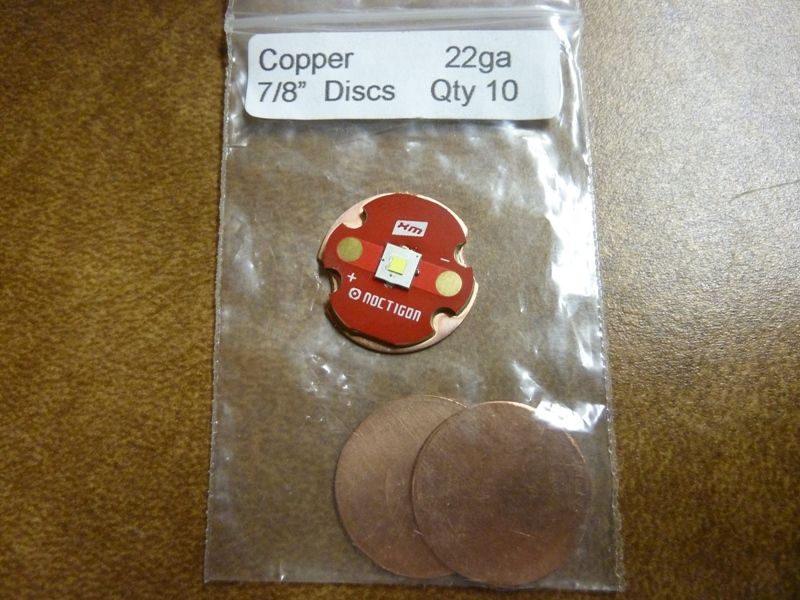 Copper 22ga
7/8” Discs Qty 10
XM
−
+
NOCTIGON